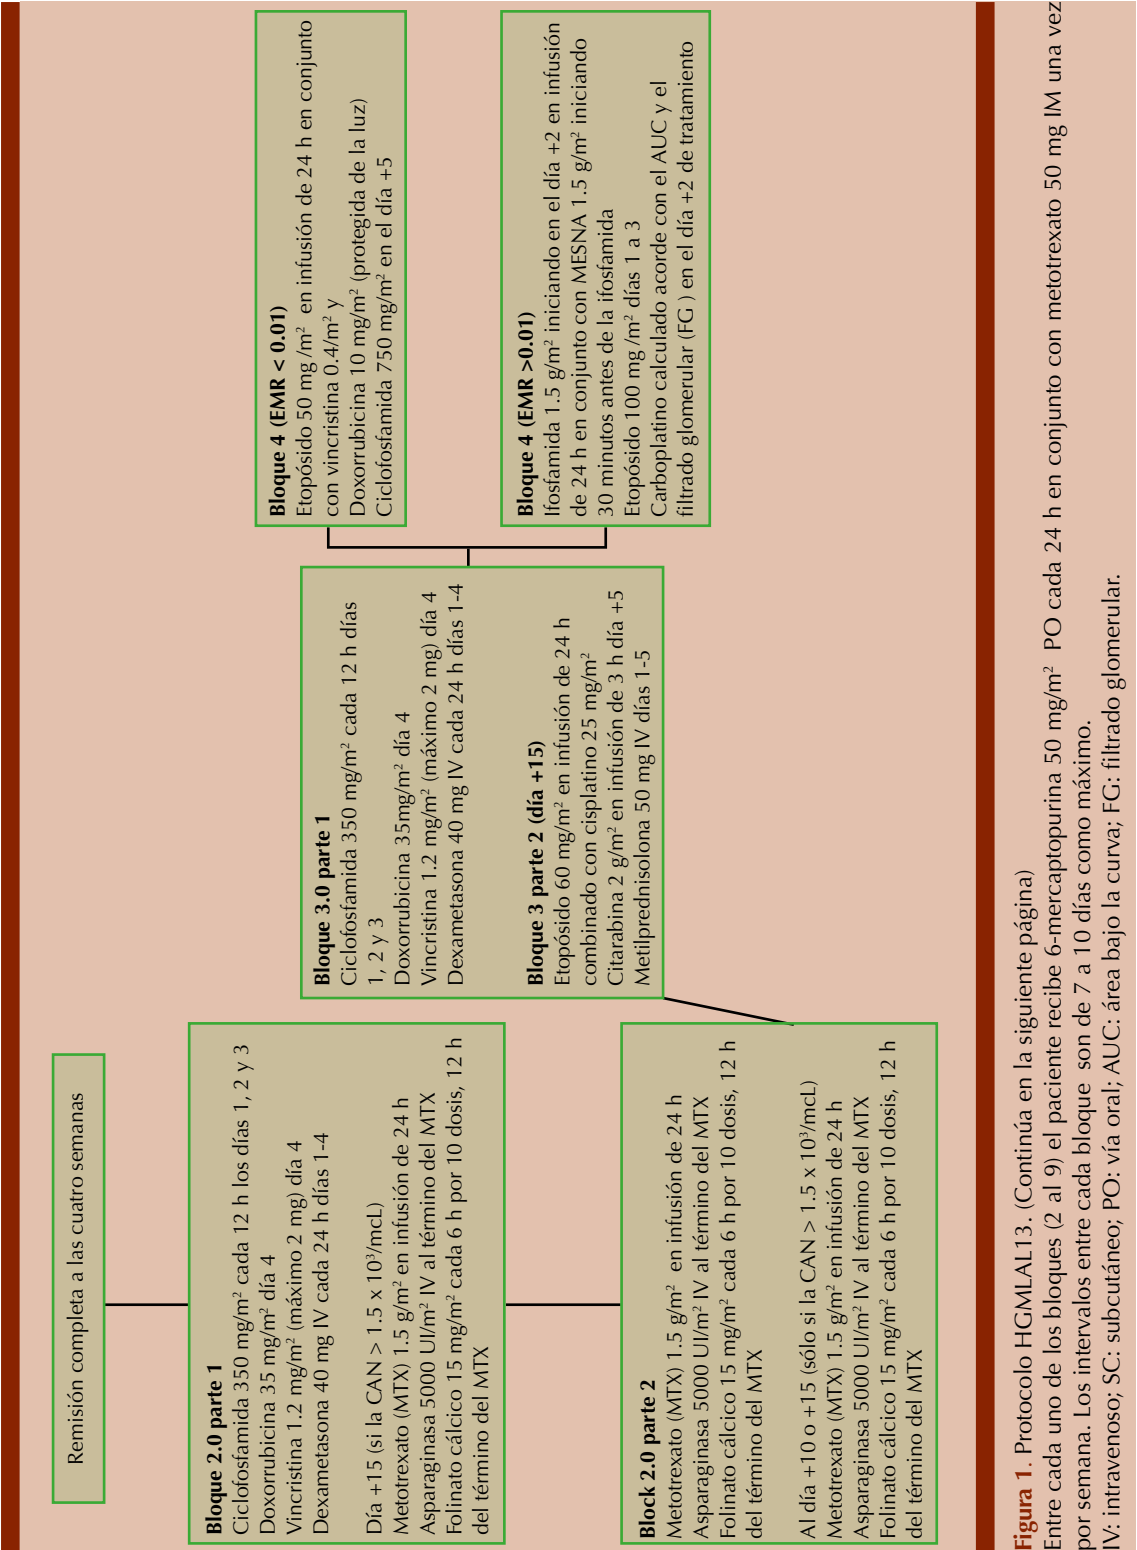 Remisión completa a las cuatro semanas
Bloque 2.0 parte 1
Ciclofosfamida 350 mg/m² cada 12 h los días 1, 2 y 3
Doxorrubicina 35 mg/m² día 4
Vincristina 1.2 mg/m² (máximo 2 mg) día 4
Dexametasona 40 mg IV cada 24 h días 1-4
Día +15 (si la CAN > 1.5 x 10³/mcL)
Metotrexato (MTX) 1.5 g/m² en infusión de 24 h
Asparaginasa 5000 UI/m² IV al término del MTX
Folinato cálcico 15 mg/m² cada 6 h por 10 dosis, 12 h
del término del MTX
Block 2.0 parte 2
Metotrexato (MTX) 1.5 g/m² en infusión de 24 h
Asparaginasa 5000 UI/m² IV al término del MTX
Folinato cálcico 15 mg/m² cada 6 h por 10 dosis, 12 h
del término del MTX
Al día +10 o +15 (sólo si la CAN > 1.5 x 10³/mcL)
Metotrexato (MTX) 1.5 g/m² en infusión de 24 h
Asparaginasa 5000 UI/m² IV al término del MTX
Folinato cálcico 15 mg/m² cada 6 h por 10 dosis, 12 h
del término del MTX
Bloque 3.0 parte 1
Ciclofosfamida 350 mg/m² cada 12 h días
1, 2 y 3
Doxorrubicina 35mg/m² día 4
Vincristina 1.2 mg/m² (máximo 2 mg) día 4
Dexametasona 40 mg IV cada 24 h días 1-4
Bloque 3 parte 2 (día +15)
Etopósido 60 mg/m² en infusión de 24 h
combinado con cisplatino 25 mg/m²
Citarabina 2 g/m² en infusión de 3 h día +5
Metilprednisolona 50 mg IV días 1-5
Bloque 4 (EMR < 0.01)
Etopósido 50 mg /m² en infusión de 24 h en conjunto
con vincristina 0.4/m² y
Doxorrubicina 10 mg/m² (protegida de la luz)
Ciclofosfamida 750 mg/m² en el día +5
Bloque 4 (EMR >0.01)
Ifosfamida 1.5 g/m² iniciando en el día +2 en infusión
de 24 h en conjunto con MESNA 1.5 g/m² iniciando
30 minutos antes de la ifosfamida
Etopósido 100 mg /m² días 1 a 3
Carboplatino calculado acorde con el AUC y el
filtrado glomerular (FG ) en el día +2 de tratamiento
Figura 1. Protocolo HGMLAL13. (Continúa en la siguiente página)
Entre cada uno de los bloques (2 al 9) el paciente recibe 6-mercaptopurina 50 mg/m² PO cada 24 h en conjunto con metotrexato 50 mg IM una vez
por semana. Los intervalos entre cada bloque son de 7 a 10 días como máximo.
IV: intravenoso; SC: subcutáneo; PO: vía oral; AUC: área bajo la curva; FG: filtrado glomerular.